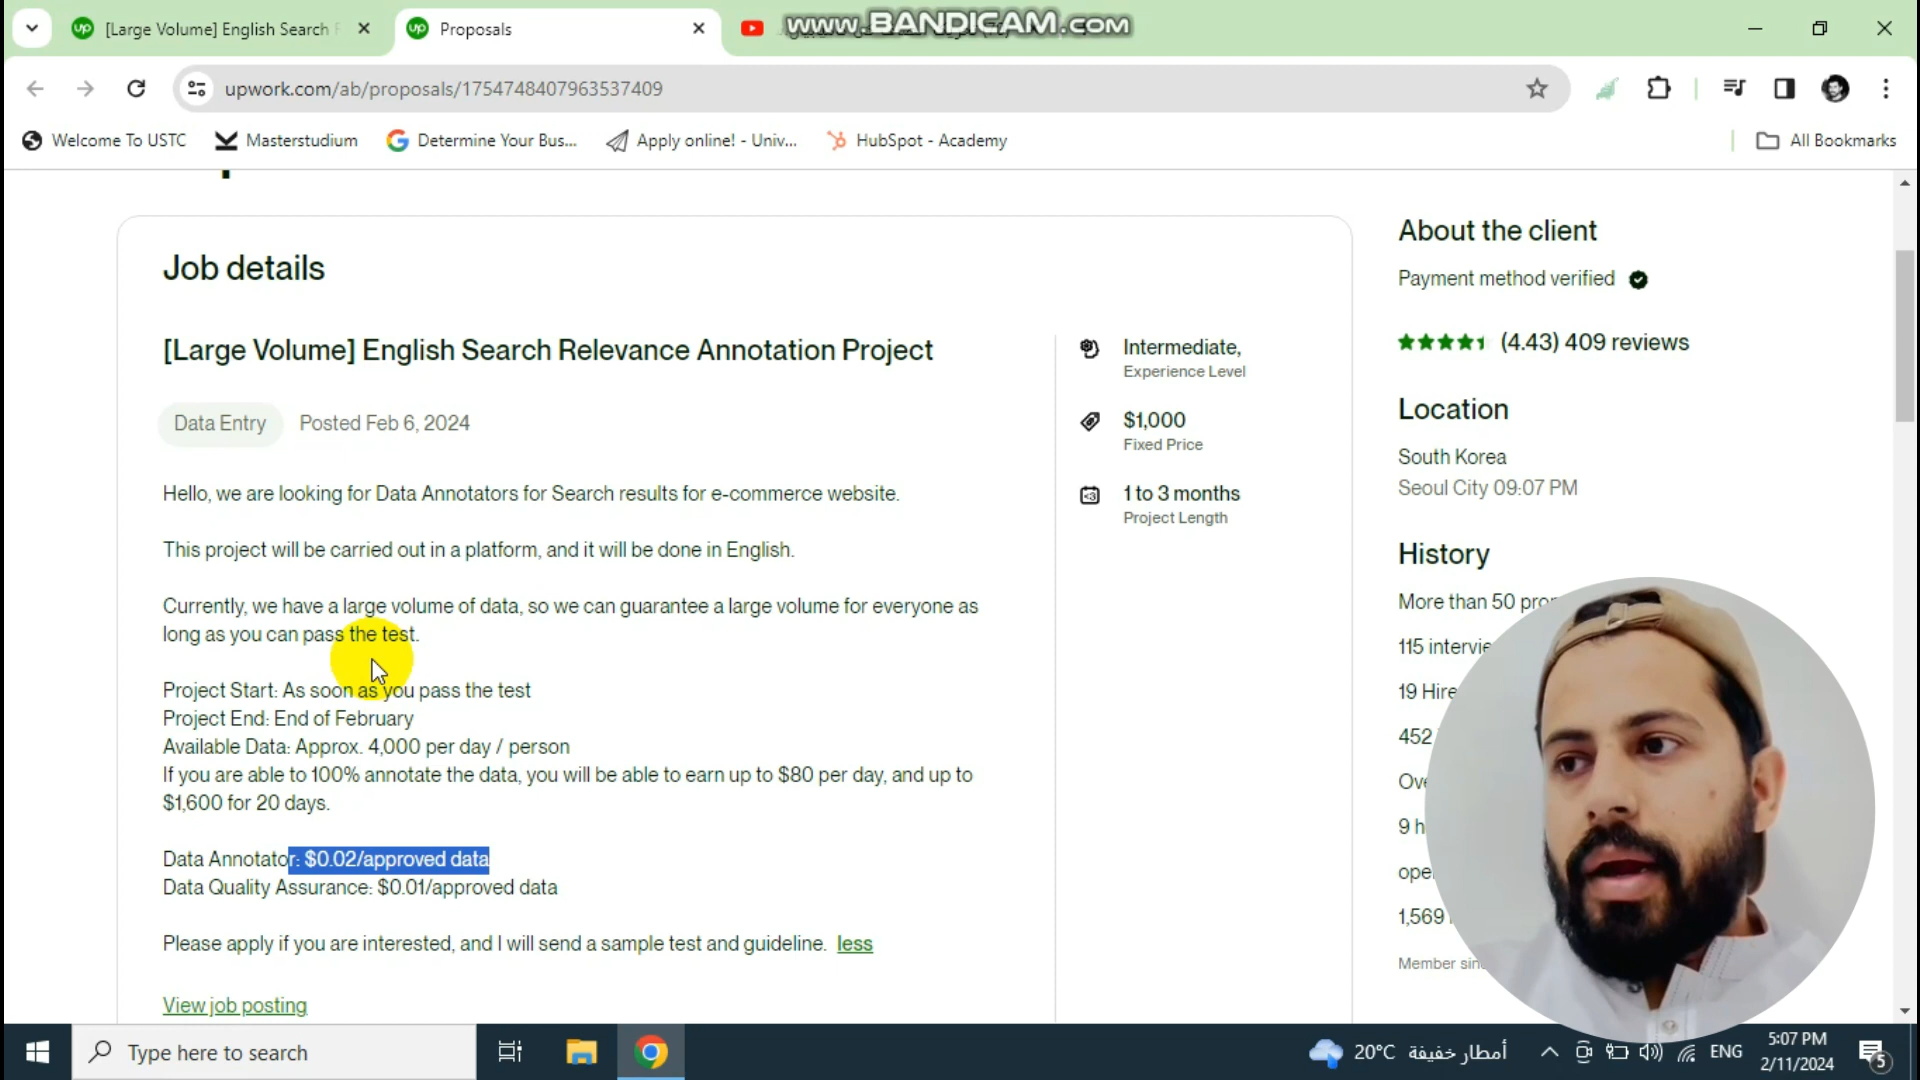 [Large Volume] English Search
Proposals
www.BANDICAM.com
upwork.com/ab/proposals/1754748407963537409
Welcome To USTC
Masterstudium
Determine Your Bus...
Apply online! - Univ...
HubSpot - Academy
All Bookmarks
Job details
[Large Volume] English Search Relevance Annotation Project
Data Entry
Posted Feb 6, 2024
Hello, we are looking for Data Annotators for Search results for e-commerce website.
This project will be carried out in a platform, and it will be done in English.
Currently, we have a large volume of data, so we can guarantee a large volume for everyone as
long as you can pass the test.
Project Start: As soon as you pass the test
Project End: End of February
Available Data: Approx. 4,000 per day / person
If you are able to 100% annotate the data, you will be able to earn up to $80 per day, and up to
$1,600 for 20 days.
Data Annotator: $0.02/approved data
Data Quality Assurance: $0.01/approved data
Please apply if you are interested, and I will send a sample test and guideline. less
View job posting
Intermediate,
Experience Level
$1,000
Fixed Price
1 to 3 months
Project Length
About the client
Payment method verified
(4.43) 409 reviews
Location
South Korea
Seoul City 09:07 PM
History
More than 50
115
19 Hire
452
9 h
1,569
Member
Type here to search
20°C أمطار خفيفة
ENG
5:07 PM
2/11/2024
5